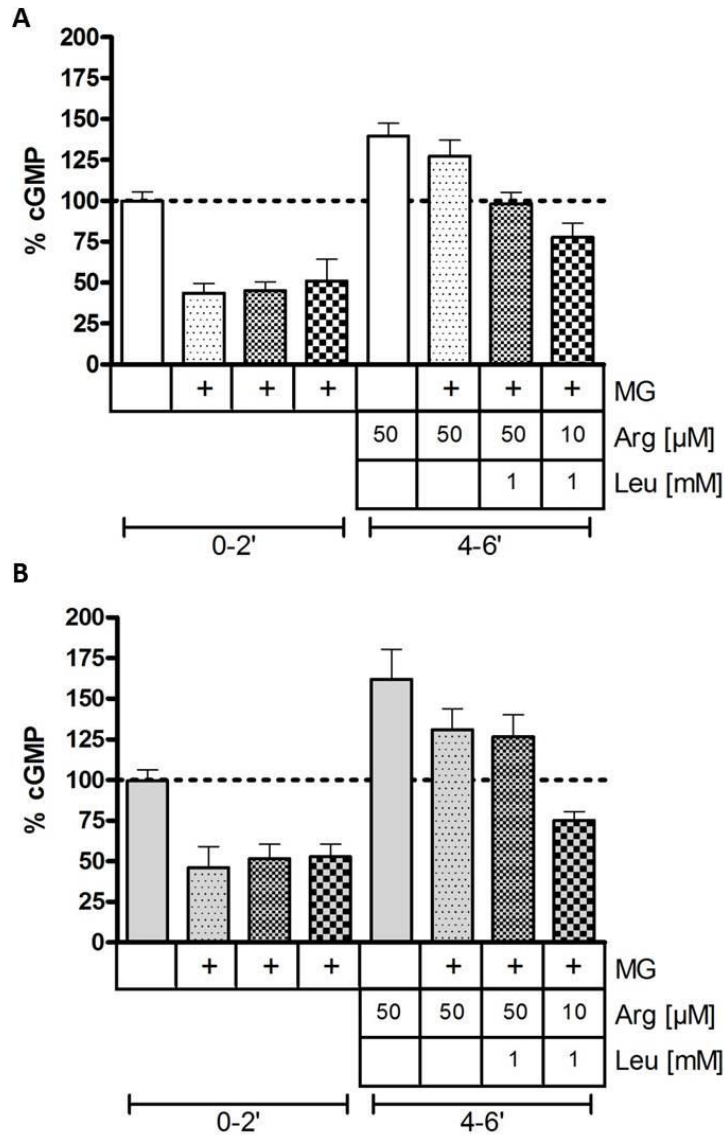 A
200
175
150
125
100
75
50
25
0
% cGMP
+ + + MG
50 50 50 10 Arg [µM]
1 1 Leu [mM]
0-2' 4-6'
B
200
175
150
125
100
75
50
25
0
% cGMP
+ + + + + + MG
50 50 50 10 Arg [µM]
1 1 Leu [mM]
0-2' 4-6'